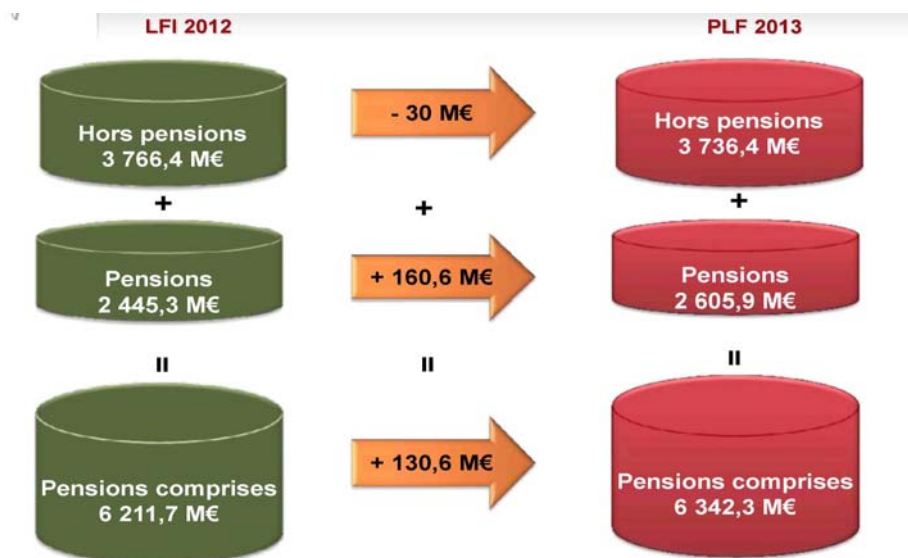 LFI 2012
PLF 2013
Hors pensions
3 766,4 M€
- 30 M€
Hors pensions
3 736,4 M€
+
+
+
Pensions
2 445,3 M€
+ 160,6 M€
Pensions
2 605,9 M€
=
=
=
Pensions comprises
6 211,7 M€
+ 130,6 M€
Pensions comprises
6 342,3 M€